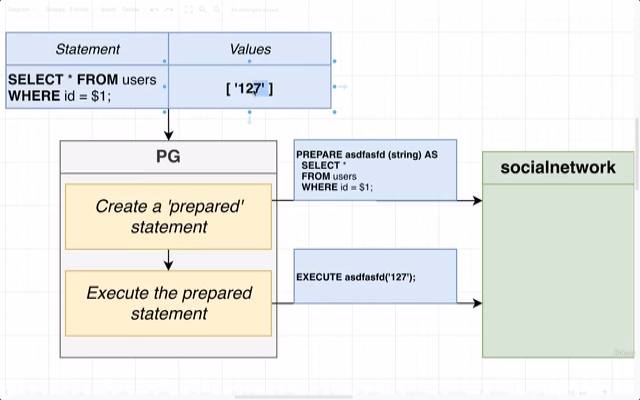 Statement Values
SELECT * FROM users
WHERE id = $1;
['127']
PG
Create a 'prepared'
statement
Execute the prepared
statement
PREPARE asdfasfd (string) AS
SELECT *
FROM users
WHERE id = $1;
EXECUTE asdfasfd('127');
socialnetwork